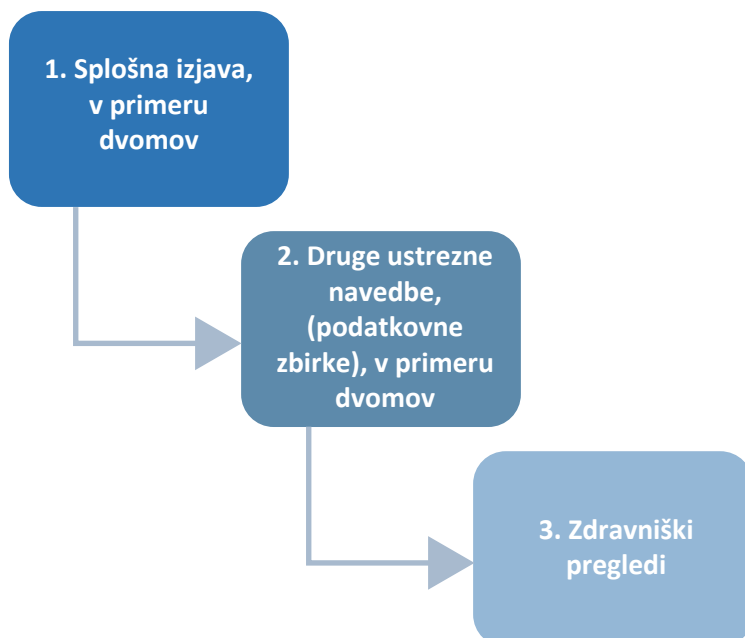 1. Splošna izjava,
v primeru
dvomov
2. Druge ustrezne
navedbe,
(podatkovne
zbirke), v primeru
dvomov
3. Zdravniški
pregledi